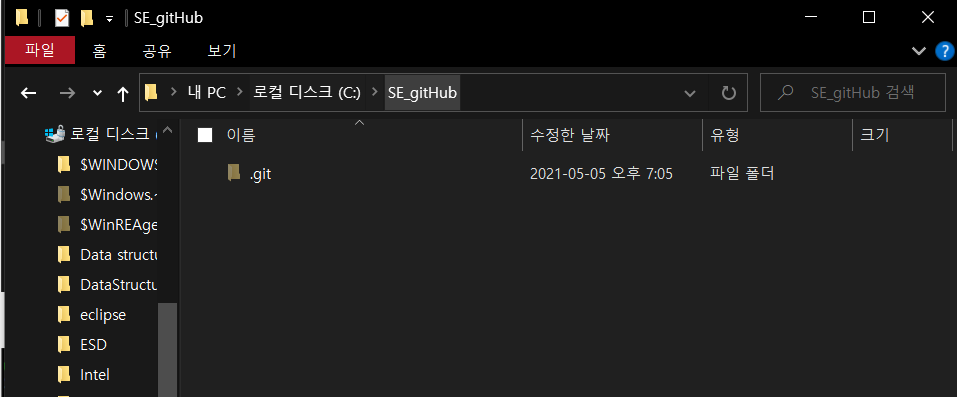 SE_gitHub
파일 홈 공유 보기
내 PC 로컬 디스크 (C:) SE_gitHub SE_gitHub 검색
로컬 디스크 (
이름 수정한 날짜 유형 크기
.git 2021-05-05 오후 7:05 파일 폴더
$WINDOWS
$Windows.~
$WinREAge
Data structu
DataStructu
eclipse
ESD
Intel